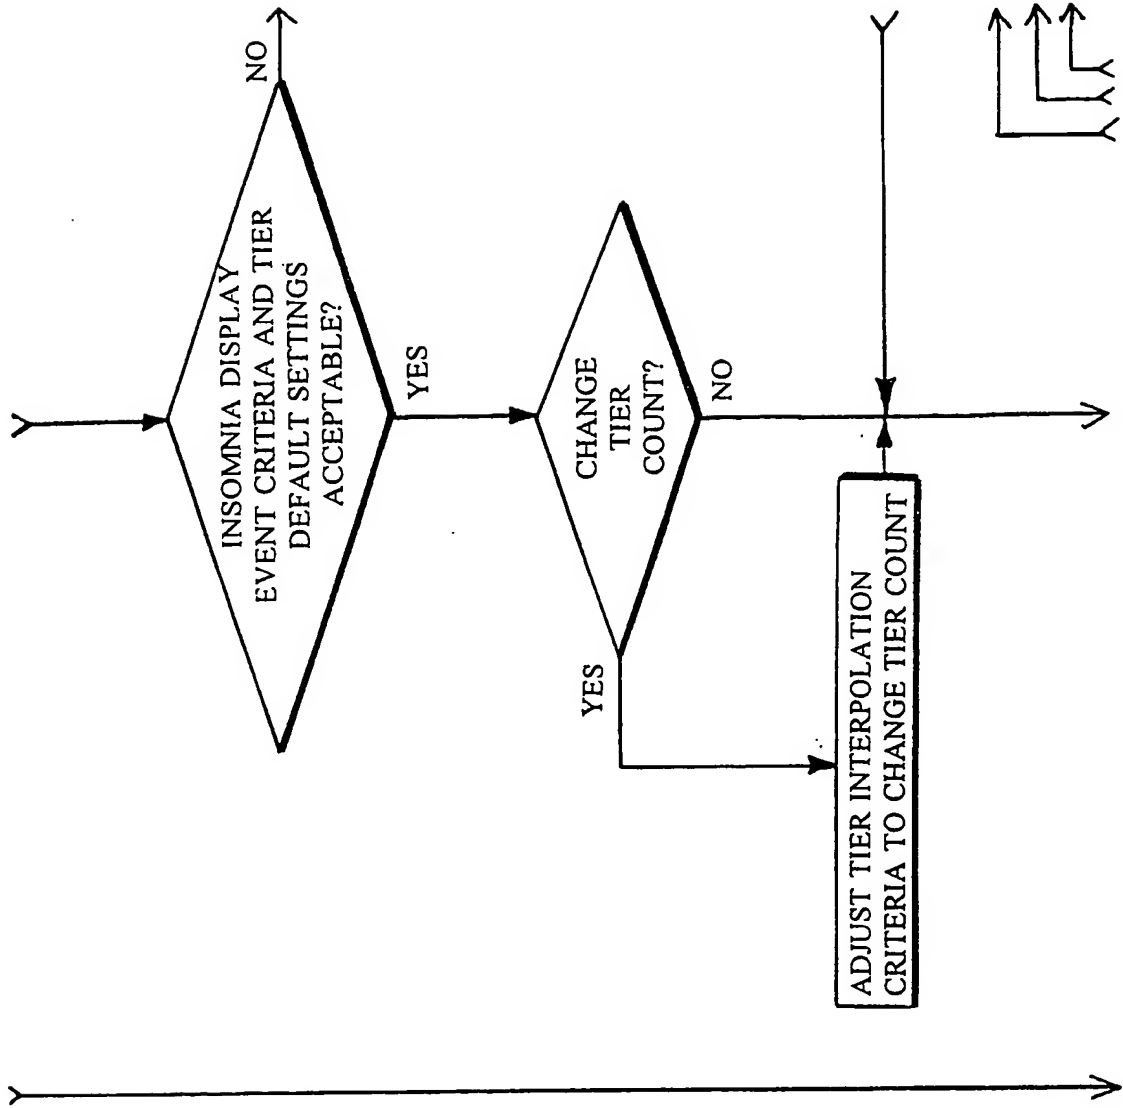 NO
INSOMNIA DISPLAY
EVENT CRITERIA AND TIER
DEFAULT SETTINGS
ACCEPTABLE?
YES
CHANGE
TIER
COUNT?
YES
NO
ADJUST TIER INTERPOLATION
CRITERIA TO CHANGE TIER COUNT